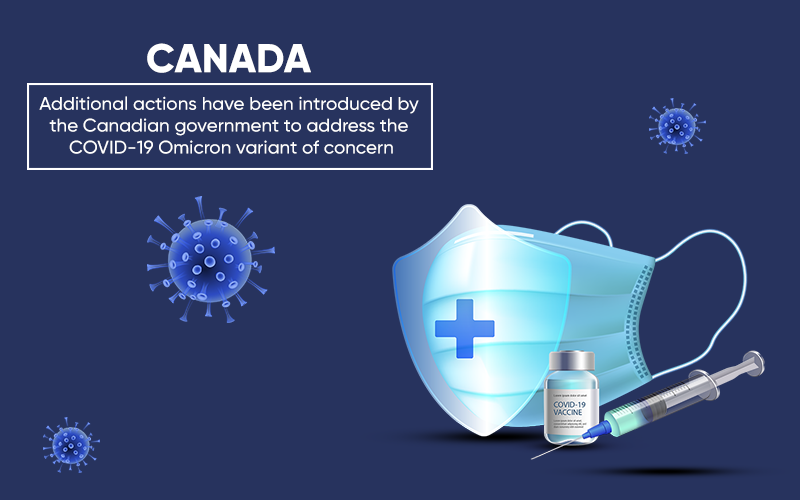 CANADA
Additional actions have been introduced by
the Canadian government to address the
COVID-19 Omicron variant of concern
COVID-19
VACCINE